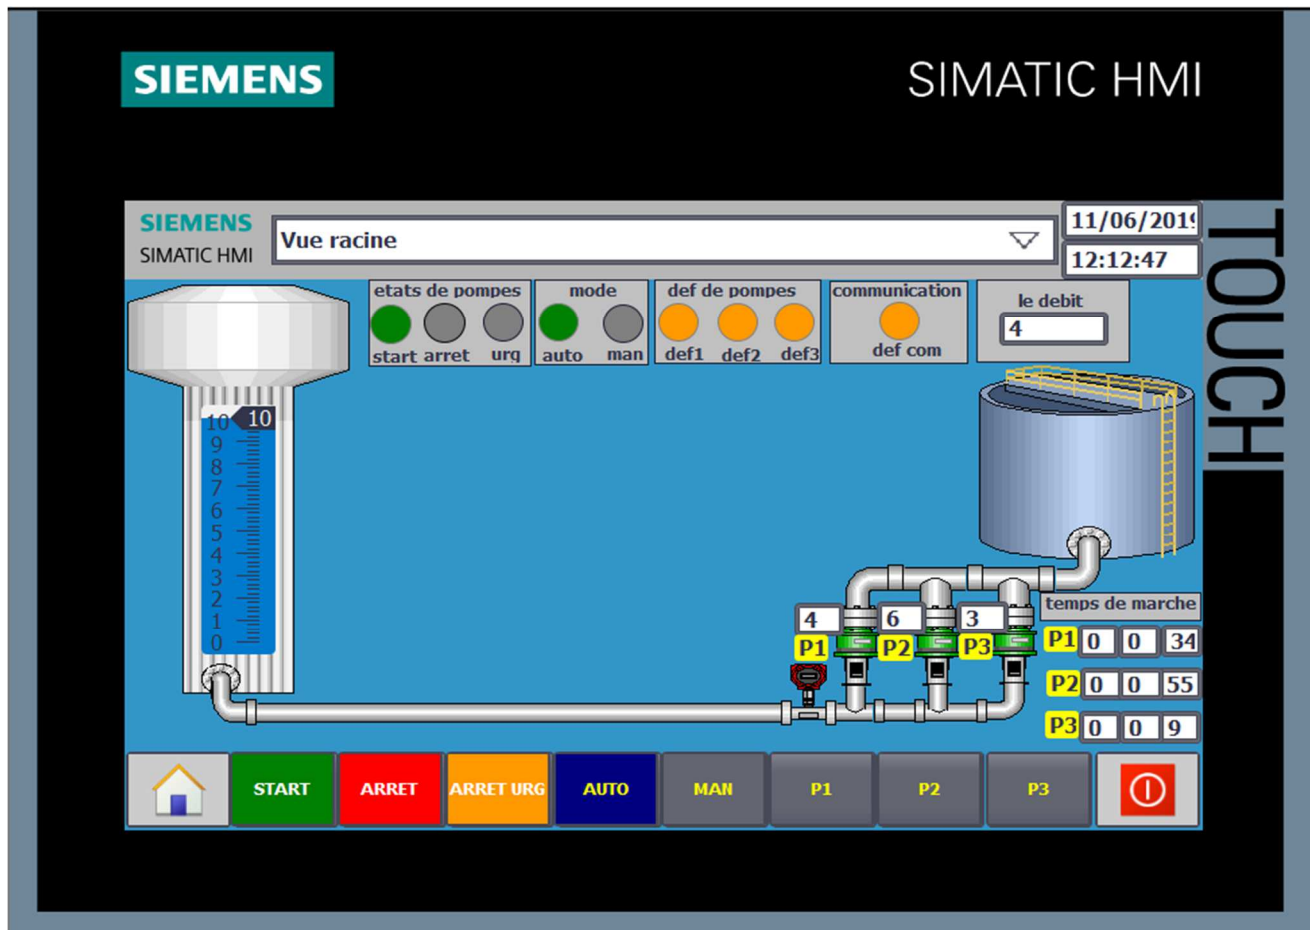 SIEMENS
SIMATIC HMI
TOUCH
SIEMENS
SIMATIC HMI
Vue racine
11/06/2019
12:12:47
etats de pompes
start arret urg
mode
auto man
def de pompes
def1 def2 def3
communication
def com
le debit
4
10
10
9
8
7
6
5
4
3
2
1
0
4 6 3
P1 P2 P3
temps de marche
P1 0 0 34
P2 0 0 55
P3 0 0 9
START ARRET ARRET URG AUTO MAN P1 P2 P3